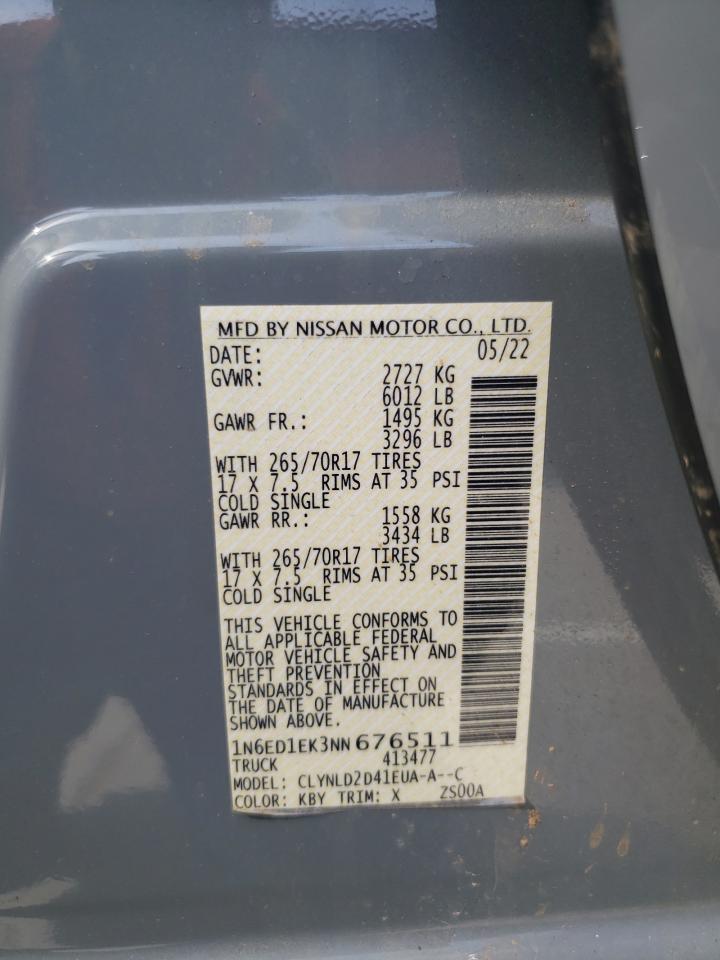 MFD BY NISSAN MOTOR CO., LTD.
DATE: 05/22
GVWR: 2727 KG
6012 LB
GAWR FR.: 1495 KG
3296 LB
WITH 265/70R17 TIRES
17 X 7.5 RIMS AT 35 PSI
COLD SINGLE
GAWR RR.: 1558 KG
3434 LB
WITH 265/70R17 TIRES
17 X 7.5 RIMS AT 35 PSI
COLD SINGLE
THIS VEHICLE CONFORMS TO
ALL APPLICABLE FEDERAL
MOTOR VEHICLE SAFETY AND
THEFT PREVENTION
STANDARDS IN EFFECT ON
THE DATE OF MANUFACTURE
SHOWN ABOVE.
1N6ED1EK3NN676511
TRUCK 413477
MODEL: CLYNLD2D41EUA-A--C
COLOR: KBY TRIM: X ZS00A